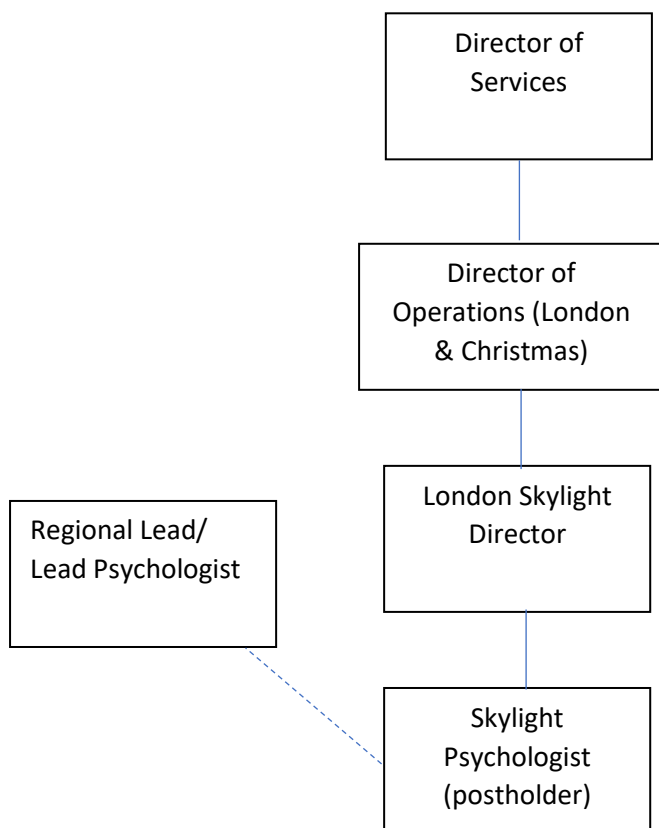 Director of
Services
Director of
Operations (London
& Christmas)
London Skylight
Director
Regional Lead/
Lead Psychologist
Skylight
Psychologist
(postholder)